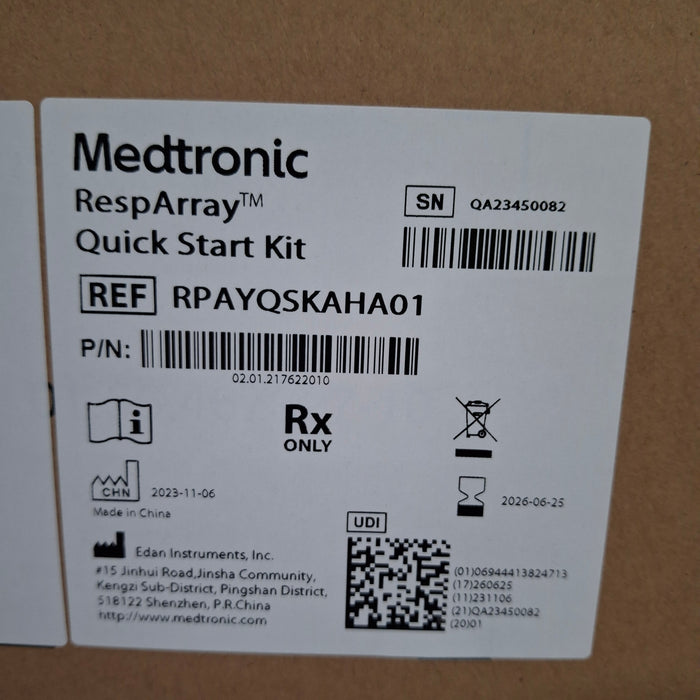 Medtronic
RespArray™
Quick Start Kit
SN QA23450082
REF RPAYQSKAHA01
P/N:
02.01.217622010
Rx
ONLY
CHN 2023-11-06
Made in China
2026-06-25
UDI
Edan Instruments, Inc.
#15 Jinhui Road,Jinsha Community,
Kengzi Sub-District, Pingshan District,
518122 Shenzhen, P.R.China
http://www.medtronic.com
(01)06944413824713
(17)260625
(11)231106
(21)QA23450082
(20)01